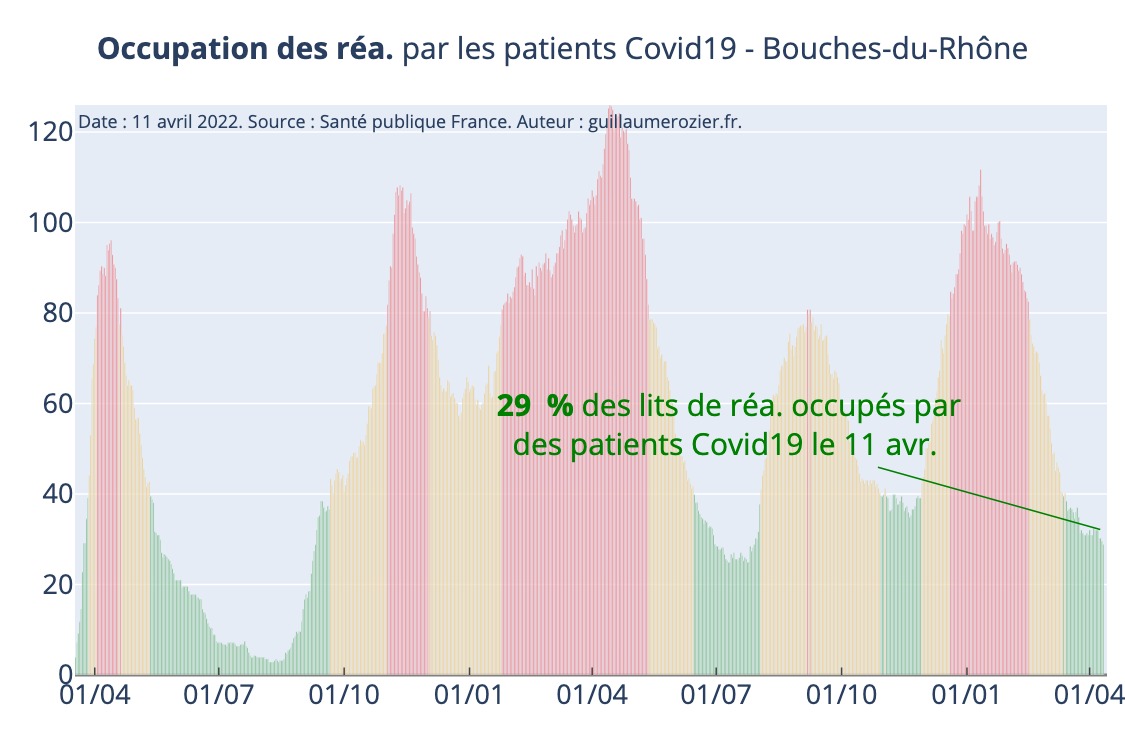 Occupation des réa. par les patients Covid19 - Bouches-du-Rhône
Date : 11 avril 2022. Source : Santé publique France. Auteur : guillaumerozier.fr.
120
100
80
60
40
20
0
29 % des lits de réa. occupés par
des patients Covid19 le 11 avr.
01/04 01/07 01/10 01/01 01/04 01/07 01/10 01/01 01/04